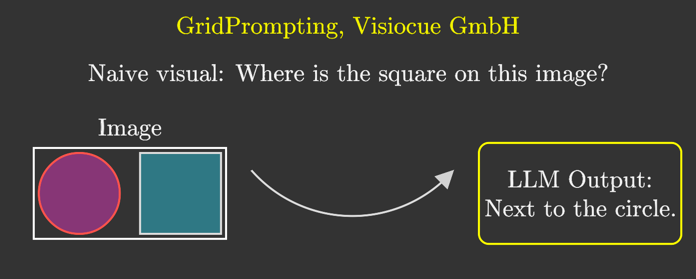 GridPrompting, Visiocue GmbH
Naive visual: Where is the square on this image?
Image
LLM Output:
Next to the circle.